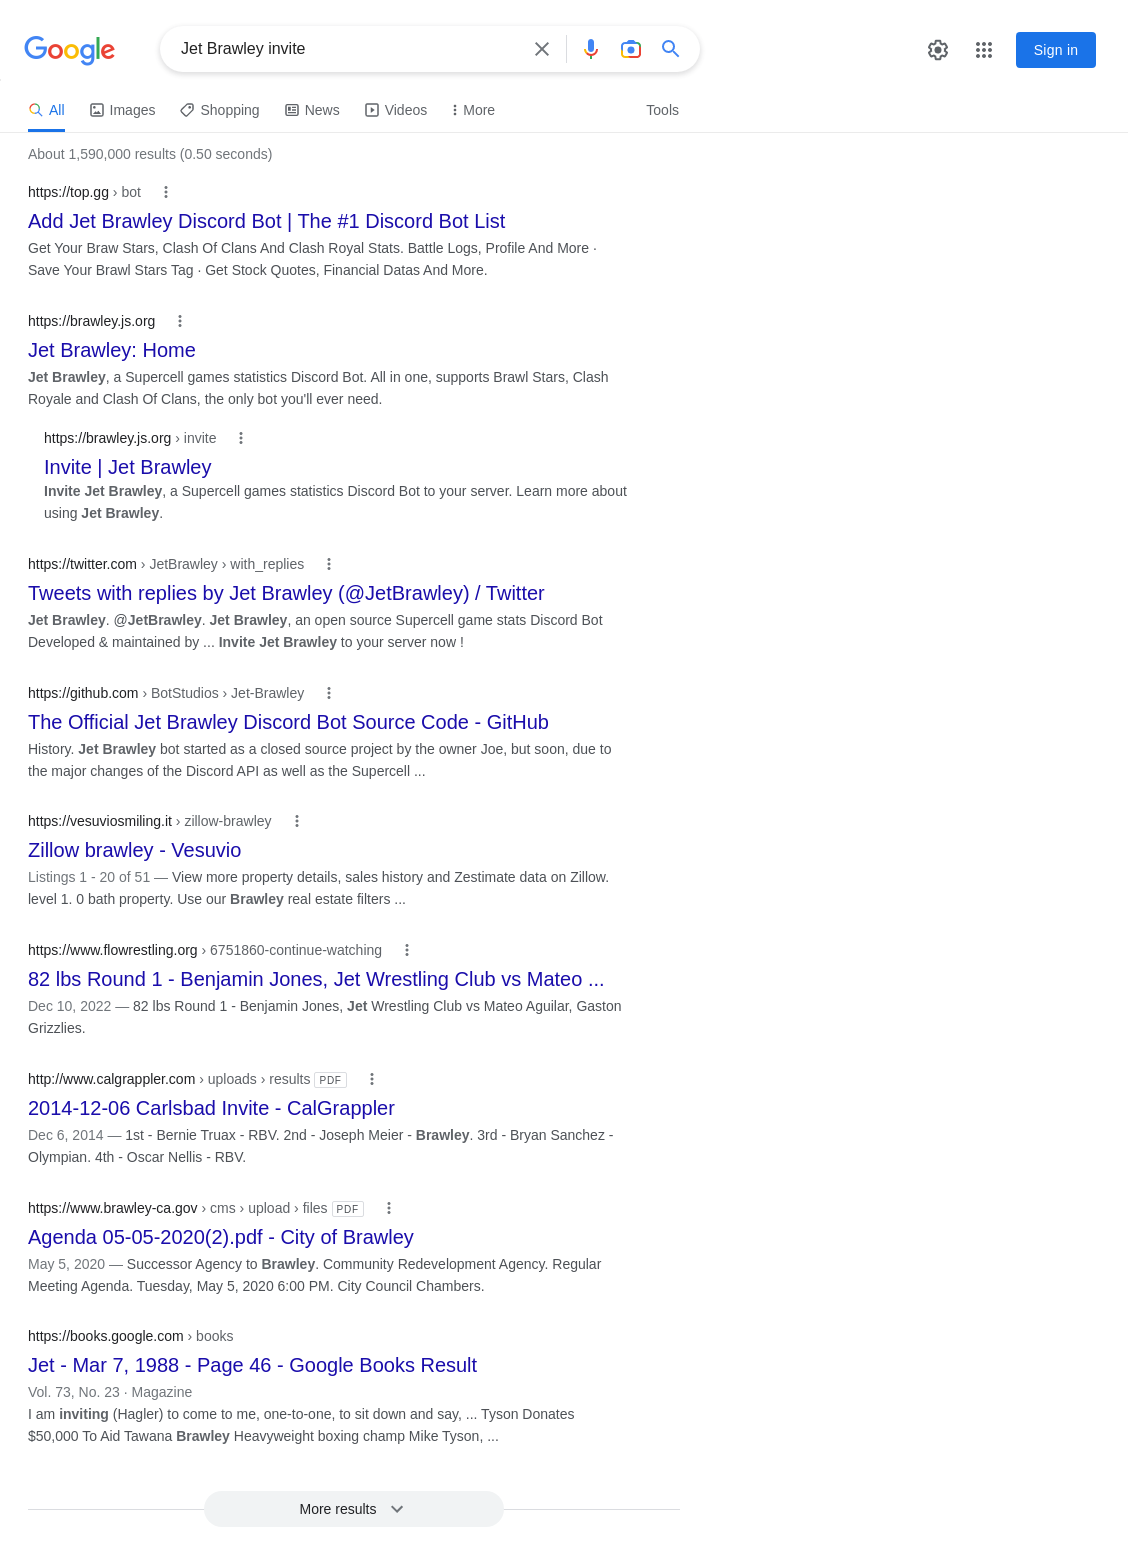 Google
Jet Brawley invite
Sign in
All Images Shopping News Videos More Tools
About 1,590,000 results (0.50 seconds)
https://top.gg › bot
Add Jet Brawley Discord Bot | The #1 Discord Bot List
Get Your Braw Stars, Clash Of Clans And Clash Royal Stats. Battle Logs, Profile And More ·
Save Your Brawl Stars Tag · Get Stock Quotes, Financial Datas And More.
https://brawley.js.org
Jet Brawley: Home
Jet Brawley, a Supercell games statistics Discord Bot. All in one, supports Brawl Stars, Clash
Royale and Clash Of Clans, the only bot you'll ever need.
https://brawley.js.org › invite
Invite | Jet Brawley
Invite Jet Brawley, a Supercell games statistics Discord Bot to your server. Learn more about
using Jet Brawley.
https://twitter.com › JetBrawley › with_replies
Tweets with replies by Jet Brawley (@JetBrawley) / Twitter
Jet Brawley. @JetBrawley. Jet Brawley, an open source Supercell game stats Discord Bot
Developed & maintained by ... Invite Jet Brawley to your server now !
https://github.com › BotStudios › Jet-Brawley
The Official Jet Brawley Discord Bot Source Code - GitHub
History. Jet Brawley bot started as a closed source project by the owner Joe, but soon, due to
the major changes of the Discord API as well as the Supercell ...
https://vesuviosmiling.it › zillow-brawley
Zillow brawley - Vesuvio
Listings 1 - 20 of 51 — View more property details, sales history and Zestimate data on Zillow.
level 1. 0 bath property. Use our Brawley real estate filters ...
https://www.flowrestling.org › 6751860-continue-watching
82 lbs Round 1 - Benjamin Jones, Jet Wrestling Club vs Mateo ...
Dec 10, 2022 — 82 lbs Round 1 - Benjamin Jones, Jet Wrestling Club vs Mateo Aguilar, Gaston
Grizzlies.
http://www.calgrappler.com › uploads › results PDF
2014-12-06 Carlsbad Invite - CalGrappler
Dec 6, 2014 — 1st - Bernie Truax - RBV. 2nd - Joseph Meier - Brawley. 3rd - Bryan Sanchez -
Olympian. 4th - Oscar Nellis - RBV.
https://www.brawley-ca.gov › cms › upload › files PDF
Agenda 05-05-2020(2).pdf - City of Brawley
May 5, 2020 — Successor Agency to Brawley. Community Redevelopment Agency. Regular
Meeting Agenda. Tuesday, May 5, 2020 6:00 PM. City Council Chambers.
https://books.google.com › books
Jet - Mar 7, 1988 - Page 46 - Google Books Result
Vol. 73, No. 23 · Magazine
I am inviting (Hagler) to come to me, one-to-one, to sit down and say, ... Tyson Donates
$50,000 To Aid Tawana Brawley Heavyweight boxing champ Mike Tyson, ...
More results